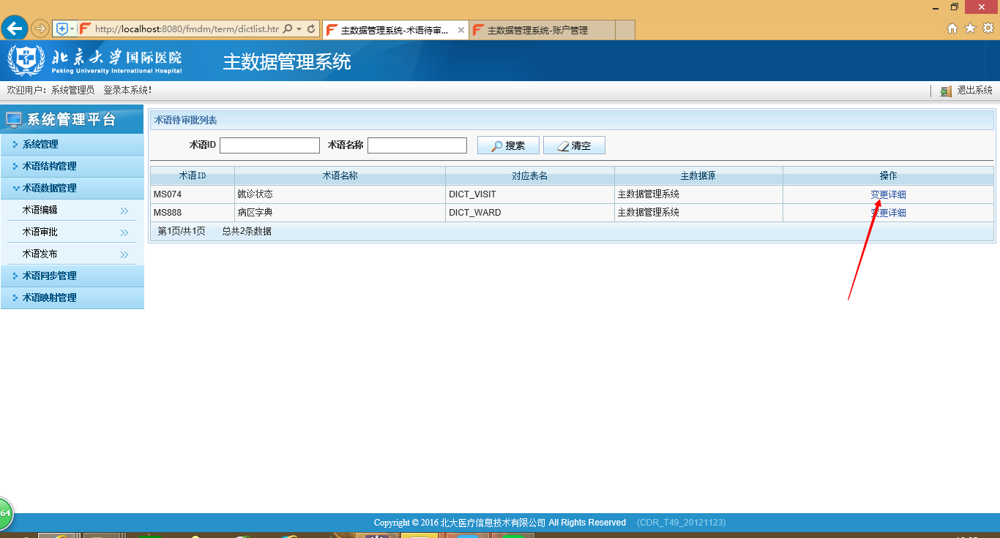 http://localhost:8080/fmdm/term/dictlist.htr
主数据管理系统-术语待审...
主数据管理系统-账户管理
北京大学国际医院
Peking University International Hospital
主数据管理系统
欢迎用户：系统管理员 登录本系统!
退出系统
系统管理平台
系统管理
术语结构管理
术语数据管理
术语编辑
术语审批
术语发布
术语同步管理
术语映射管理
术语待审批列表
术语ID 术语名称 搜索 清空
术语ID 术语名称 对应表名 主数据源 操作
MS074 就诊状态 DICT_VISIT 主数据管理系统 变更详细
MS888 病区字典 DICT_WARD 主数据管理系统 变更详细
第1页/共1页 总共2条数据
64
Copyright © 2016 北大医疗信息技术有限公司 All Rights Reserved (CDR_T49_20121123)